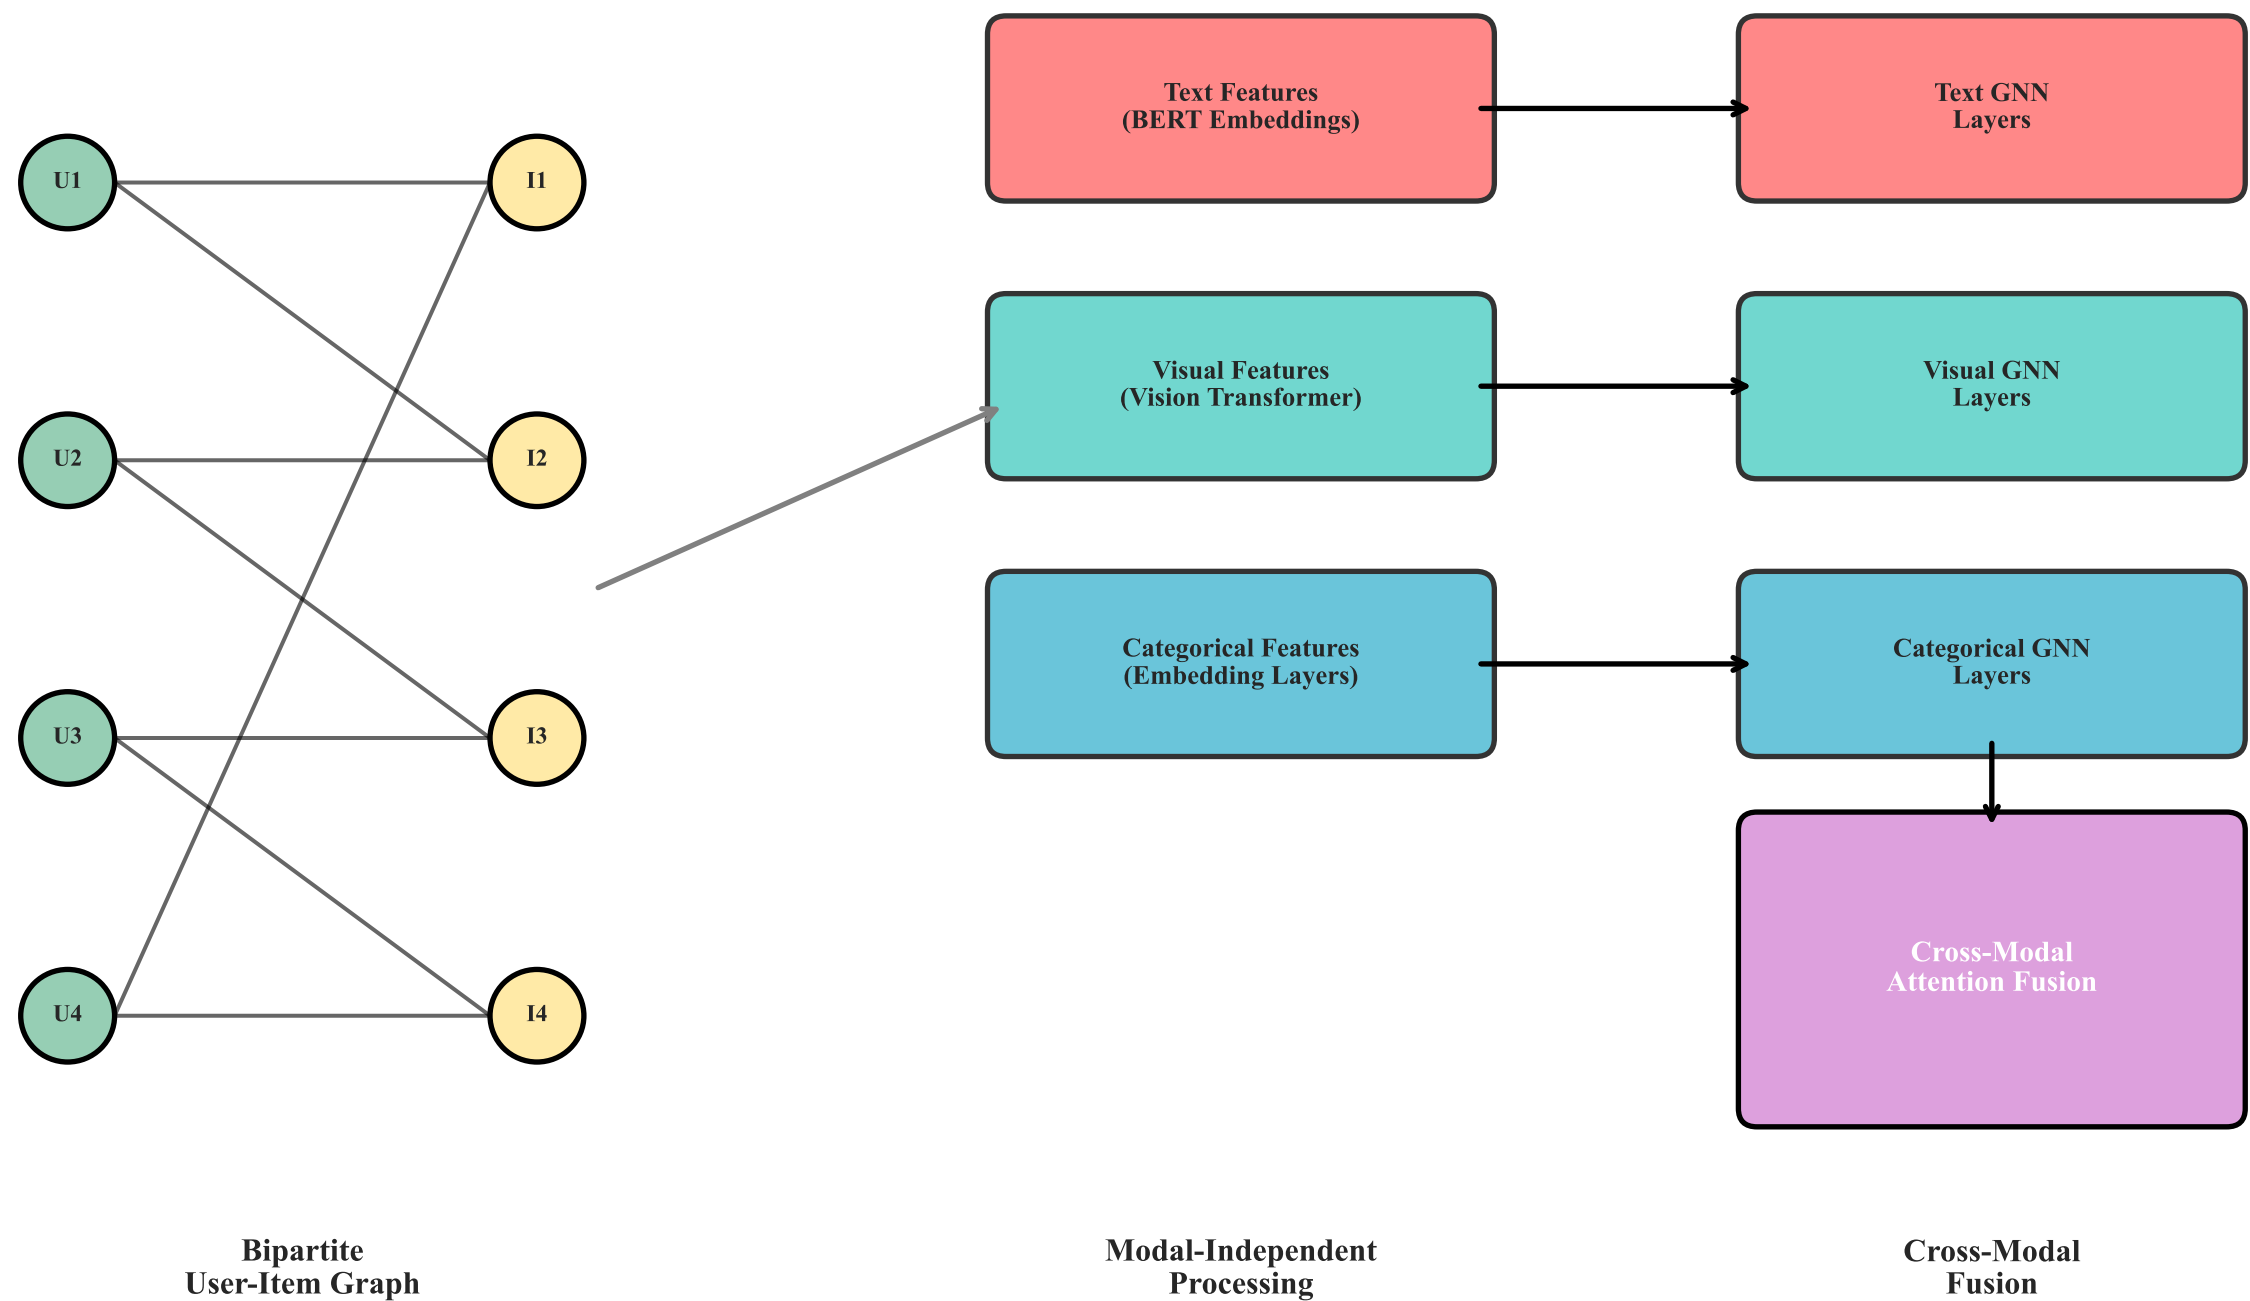 U1
I1
U2
I2
U3
I3
U4
I4
Bipartite
User-Item Graph
Text Features
(BERT Embeddings)
Visual Features
(Vision Transformer)
Categorical Features
(Embedding Layers)
Modal-Independent
Processing
Text GNN
Layers
Visual GNN
Layers
Categorical GNN
Layers
Cross-Modal
Attention Fusion
Cross-Modal
Fusion